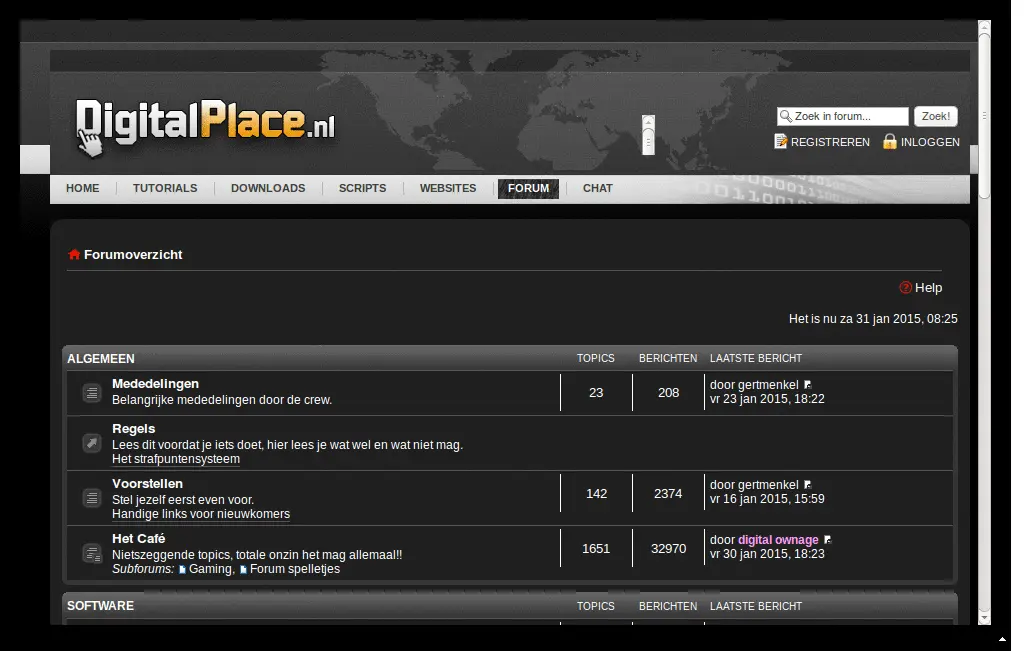 DigitalPlace.nl
Zoek in forum... Zoek!
REGISTREREN INLOGGEN
HOME TUTORIALS DOWNLOADS SCRIPTS WEBSITES FORUM CHAT
Forumoverzicht
Help
Het is nu za 31 jan 2015, 08:25
ALGEMEEN TOPICS BERICHTEN LAATSTE BERICHT
Mededelingen
Belangrijke mededelingen door de crew.
23 208
door gertmenkel
vr 23 jan 2015, 18:22
Regels
Lees dit voordat je iets doet, hier lees je wat wel en wat niet mag.
Het strafpuntensysteem
Voorstellen
Stel jezelf eerst even voor.
Handige links voor nieuwkomers
142 2374
door gertmenkel
vr 16 jan 2015, 15:59
Het Café
Nietszeggende topics, totale onzin het mag allemaal!!
Subforums: Gaming, Forum spelletjes
1651 32970
door digital ownage
vr 30 jan 2015, 18:23
SOFTWARE TOPICS BERICHTEN LAATSTE BERICHT